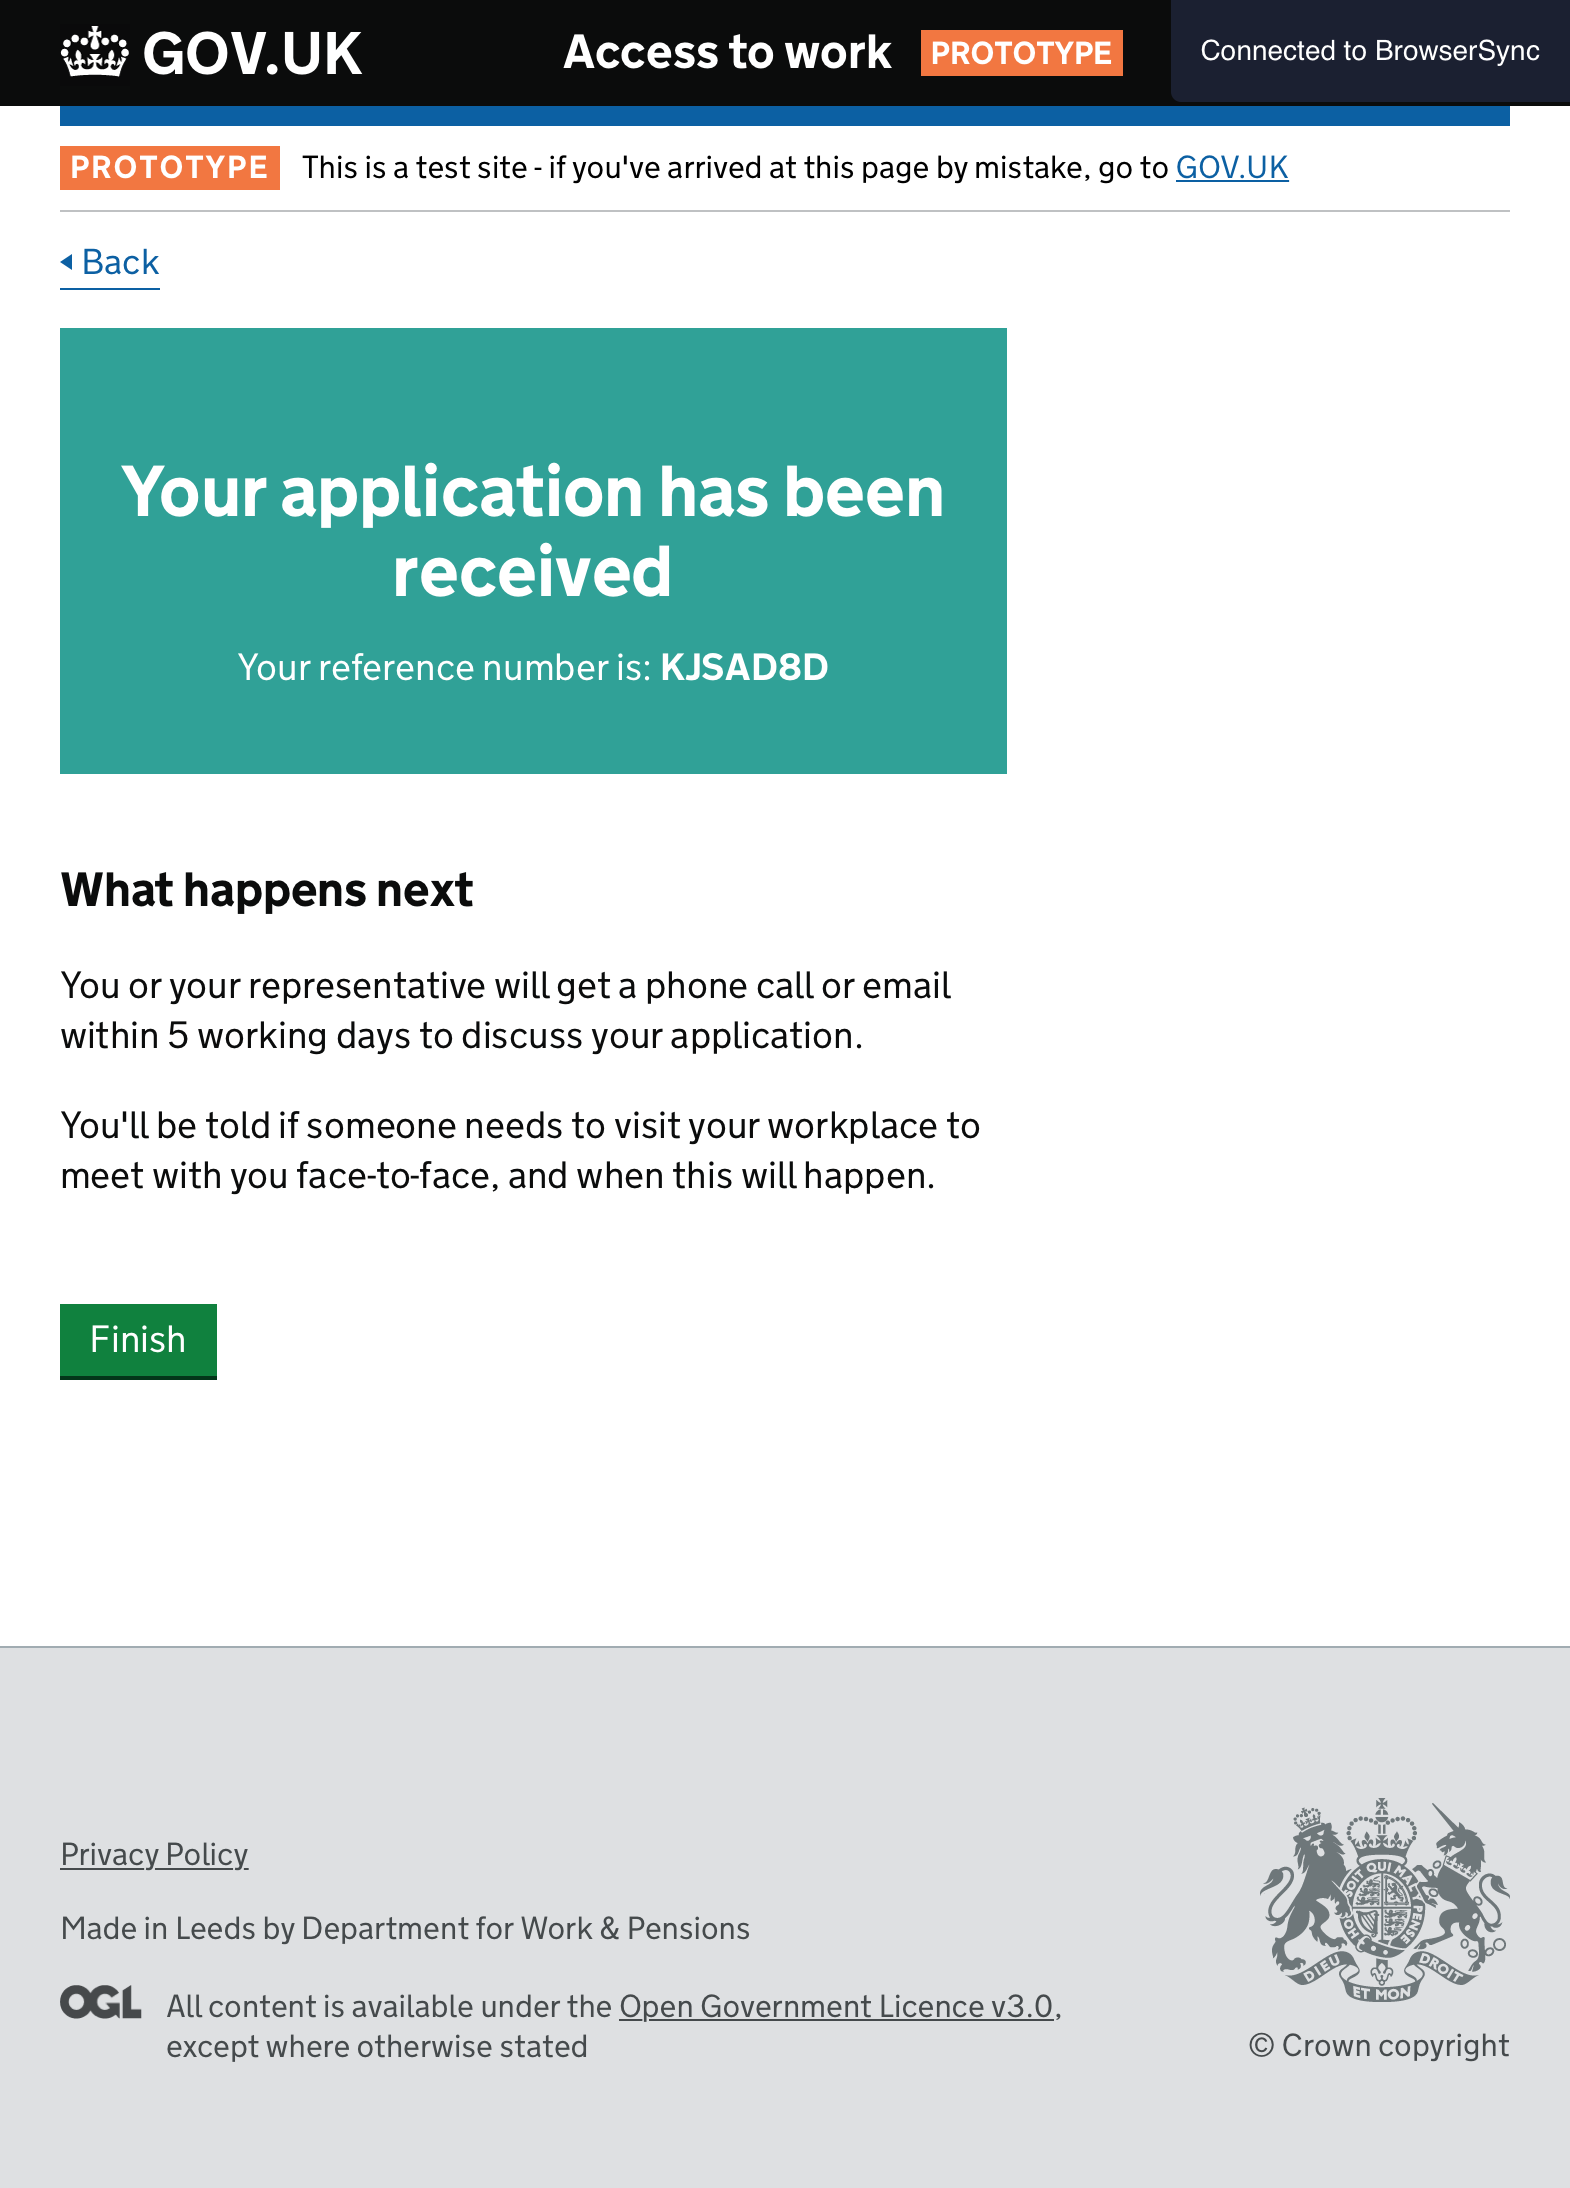 GOV.UK
Access to work PROTOTYPE
Connected to BrowserSync
PROTOTYPE This is a test site - if you've arrived at this page by mistake, go to GOV.UK
Back
Your application has been
received
Your reference number is: KJSAD8D
What happens next
You or your representative will get a phone call or email
within 5 working days to discuss your application.
You'll be told if someone needs to visit your workplace to
meet with you face-to-face, and when this will happen.
Finish
Privacy Policy
Made in Leeds by Department for Work & Pensions
OGL All content is available under the Open Government Licence v3.0,
except where otherwise stated
HON SOIT QUI MAL PENSE
DIEU ET MON DROIT
© Crown copyright